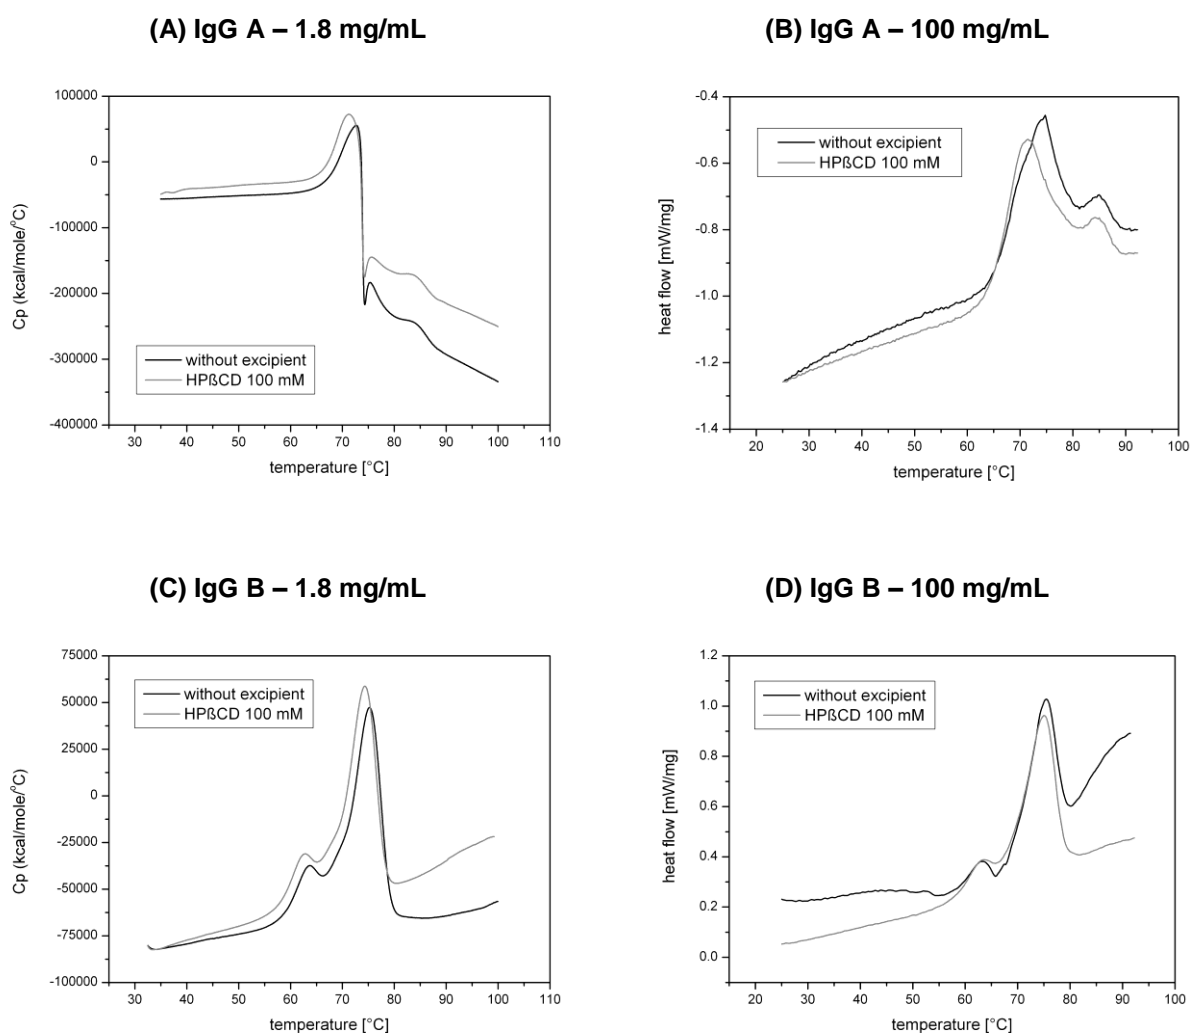 (A) IgG A – 1.8 mg/mL
100000
0
-100000
-200000
-300000
-400000
Cp (kcal/mole/°C)
without excipient
HPßCD 100 mM
30 40 50 60 70 80 90 100 110
temperature [°C]
(B) IgG A – 100 mg/mL
-0.4
-0.6
-0.8
-1.0
-1.2
-1.4
heat flow [mW/mg]
without excipient
HPßCD 100 mM
20 30 40 50 60 70 80 90 100
temperature [°C]
(C) IgG B – 1.8 mg/mL
75000
50000
25000
0
-25000
-50000
-75000
-100000
Cp (kcal/mole/°C)
without excipient
HPßCD 100 mM
30 40 50 60 70 80 90 100 110
temperature [°C]
(D) IgG B – 100 mg/mL
1.2
1.0
0.8
0.6
0.4
0.2
0.0
heat flow [mW/mg]
without excipient
HPßCD 100 mM
20 30 40 50 60 70 80 90 100
temperature [°C]